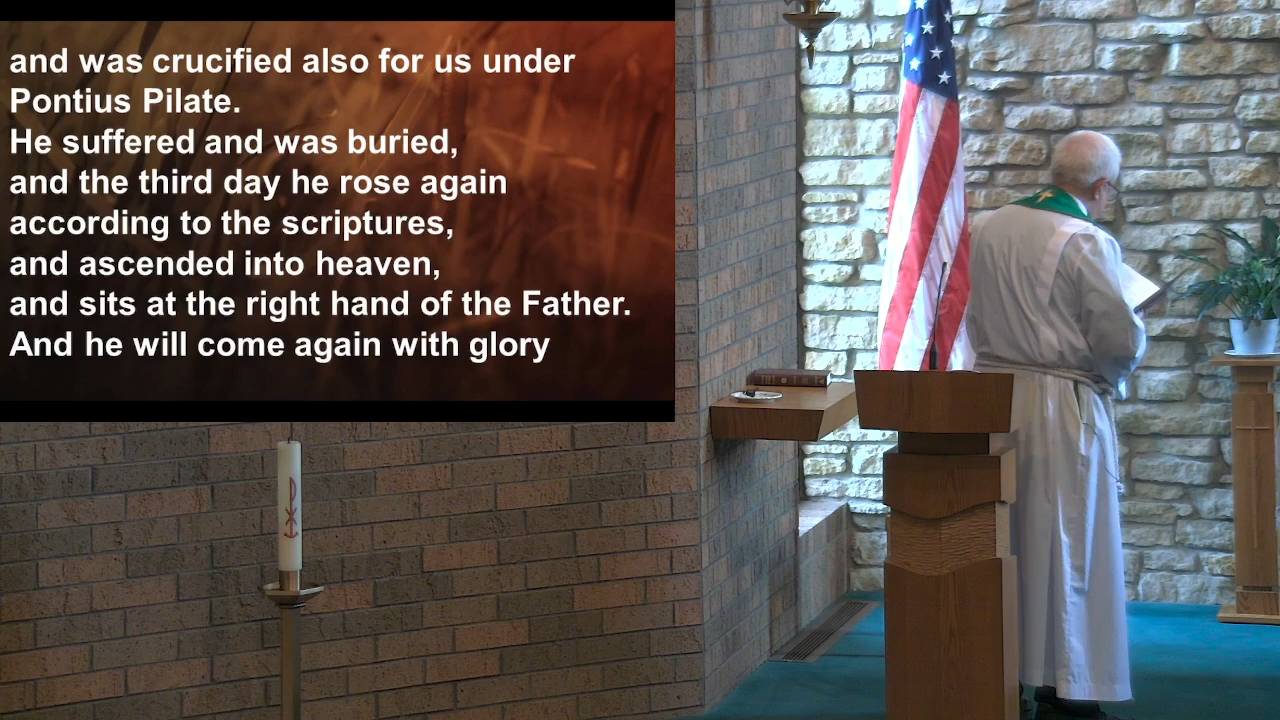 and was crucified also for us under
Pontius Pilate.
He suffered and was buried,
and the third day he rose again
according to the scriptures,
and ascended into heaven,
and sits at the right hand of the Father.
And he will come again with glory